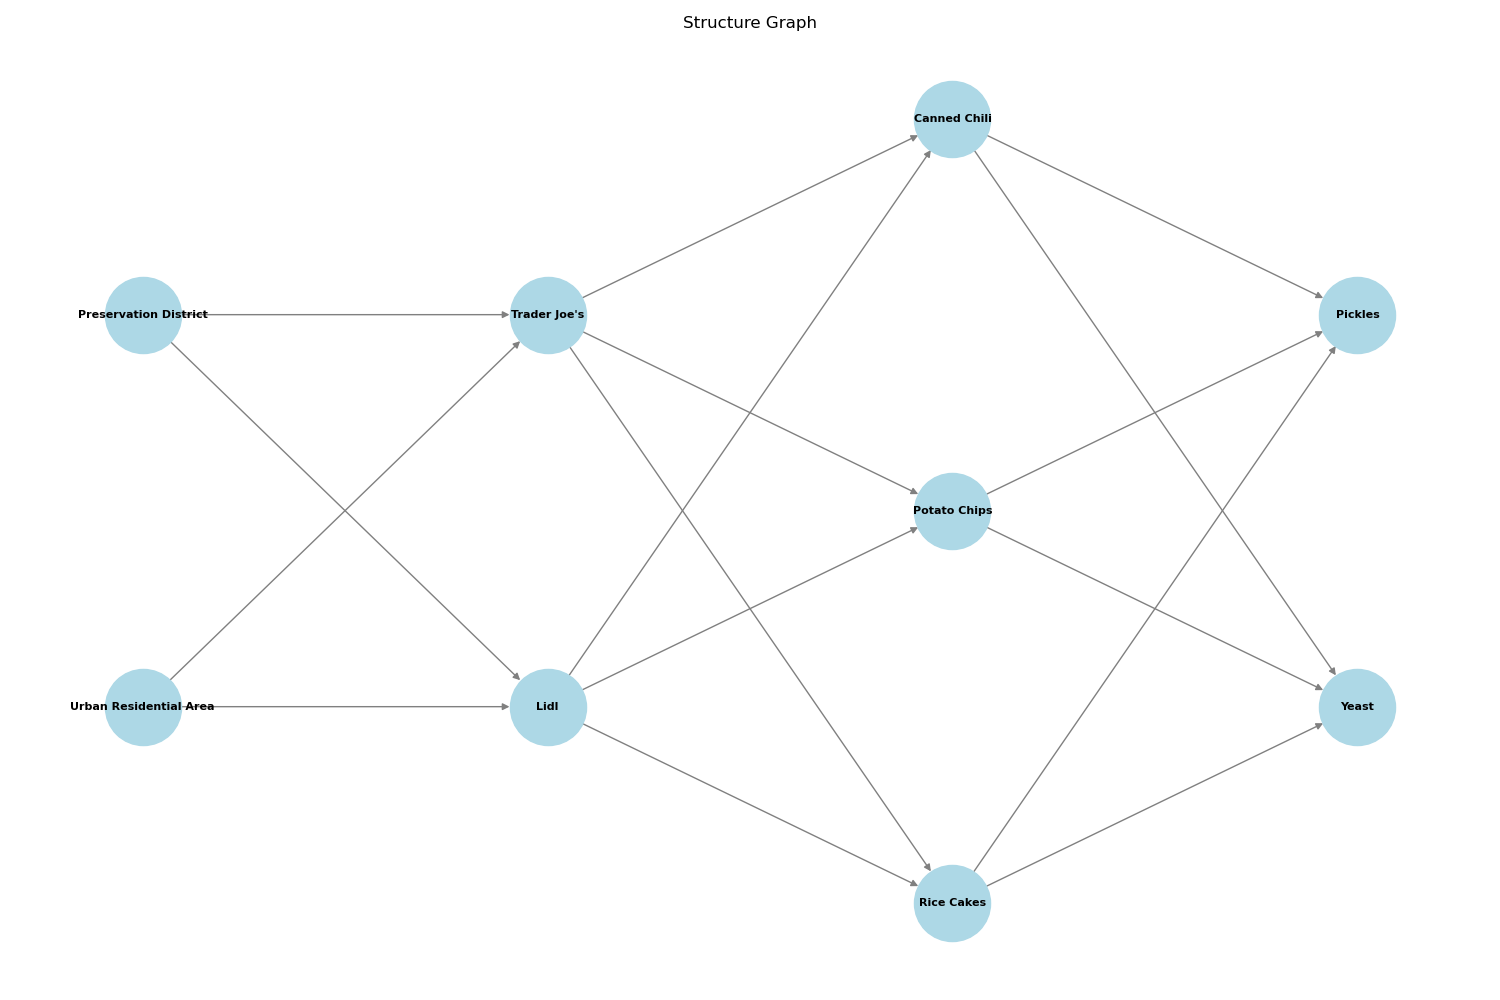 Structure Graph
Canned Chili
Preservation District
Trader Joe's
Pickles
Potato Chips
Urban Residential Area
Lidl
Yeast
Rice Cakes